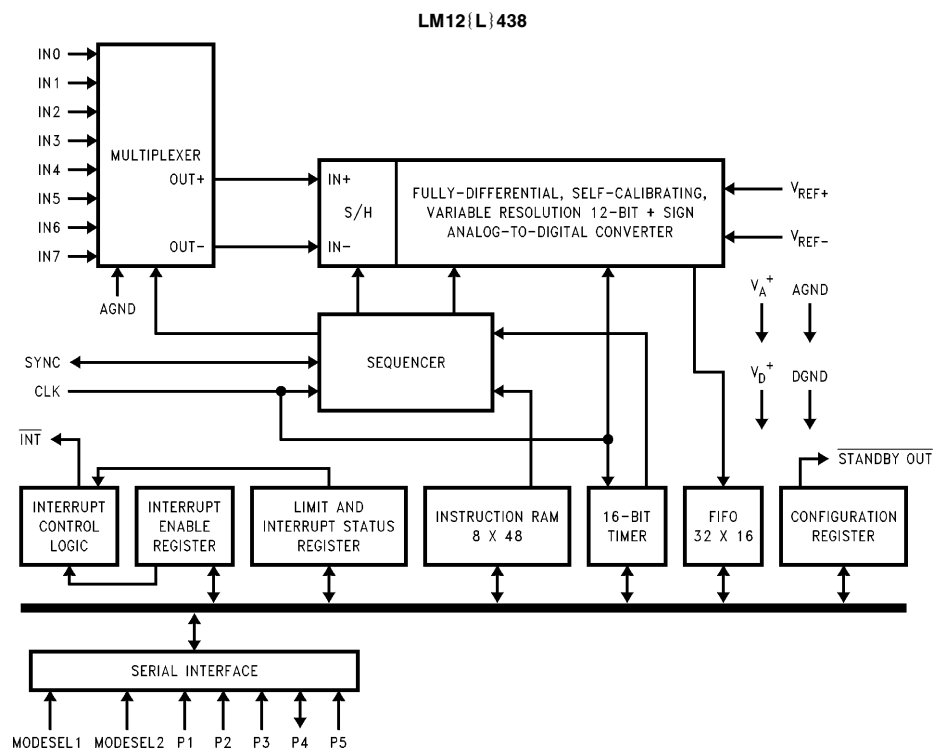 LM12{L}438
IN0
IN1
IN2
IN3
IN4
IN5
IN6
IN7
MULTIPLEXER
OUT+
OUT-
AGND
IN+
S/H
IN-
FULLY-DIFFERENTIAL, SELF-CALIBRATING,
VARIABLE RESOLUTION 12-BIT + SIGN
ANALOG-TO-DIGITAL CONVERTER
VREF+
VREF-
VA+
AGND
VD+
DGND
SYNC
CLK
SEQUENCER
INT
STANDBY OUT
INTERRUPT
CONTROL
LOGIC
INTERRUPT
ENABLE
REGISTER
LIMIT AND
INTERRUPT STATUS
REGISTER
INSTRUCTION RAM
8 X 48
16-BIT
TIMER
FIFO
32 X 16
CONFIGURATION
REGISTER
SERIAL INTERFACE
MODESEL1 MODESEL2 P1 P2 P3 P4 P5